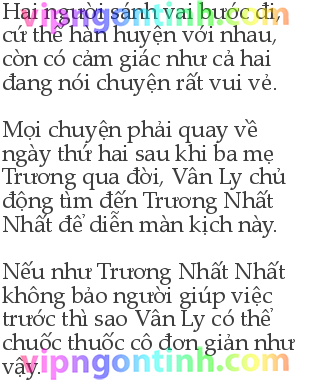 Hai người sánh vai bước đi,
cứ thế hàn huyện với nhau,
còn có cảm giác như cả hai
đang nói chuyện rất vui vẻ.

Mọi chuyện phải quay về
ngày thứ hai sau khi ba mẹ
Trương qua đời, Vân Ly chủ
động tìm đến Trương Nhất
Nhất để diễn màn kịch này.

Nếu như Trương Nhất Nhất
không bảo người giúp việc
trước thì sao Vân Ly có thể
chuốc thuốc cô đơn giản như
vậy.
vipngontinh.com
vipngontinh.com